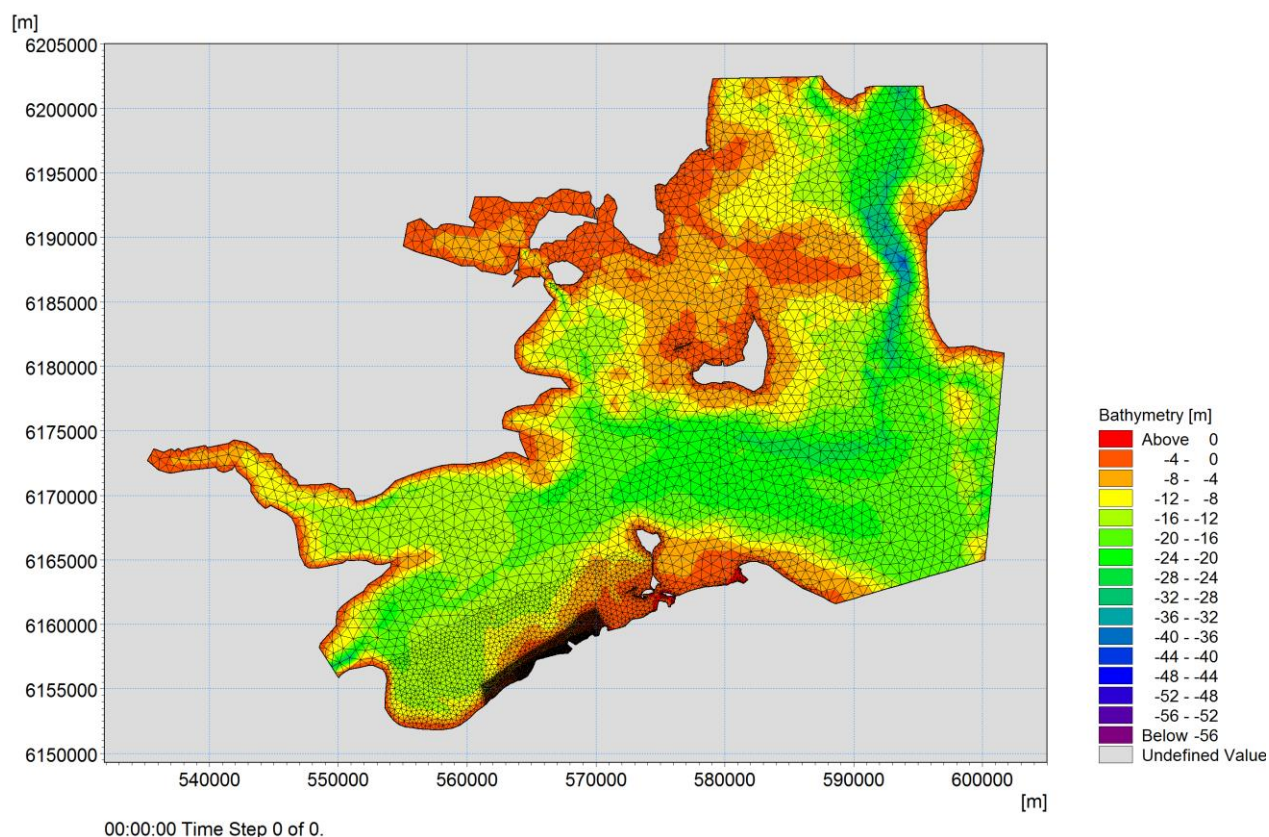 [m]
6205000
6200000
6195000
6190000
6185000
6180000
6175000
6170000
6165000
6160000
6155000
6150000
540000 550000 560000 570000 580000 590000 600000
[m]
Bathymetry [m]
Above 0
-4 - 0
-8 - -4
-12 - -8
-16 - -12
-20 - -16
-24 - -20
-28 - -24
-32 - -28
-36 - -32
-40 - -36
-44 - -40
-48 - -44
-52 - -48
-56 - -52
Below -56
Undefined Value
00:00:00 Time Step 0 of 0.